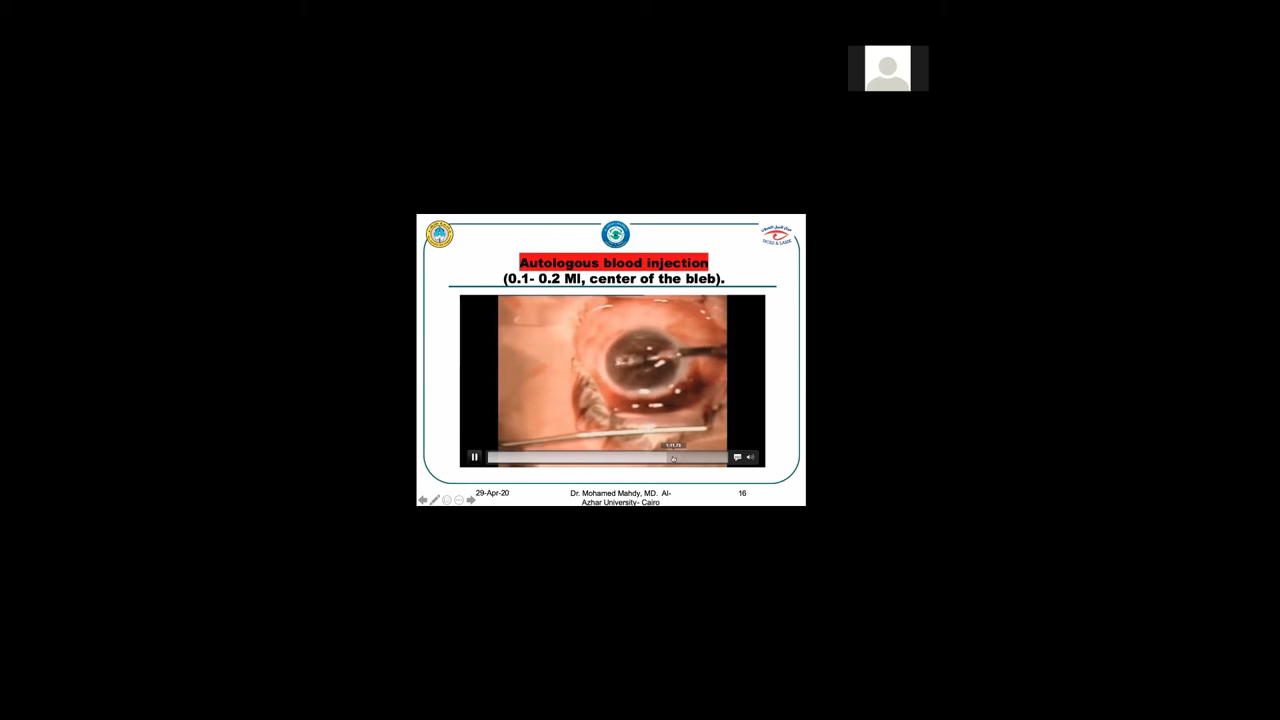 Autologous blood injection
(0.1- 0.2 Ml, center of the bleb).
29-Apr-20
Dr. Mohamed Mahdy, MD. Al-
Azhar University- Cairo
16